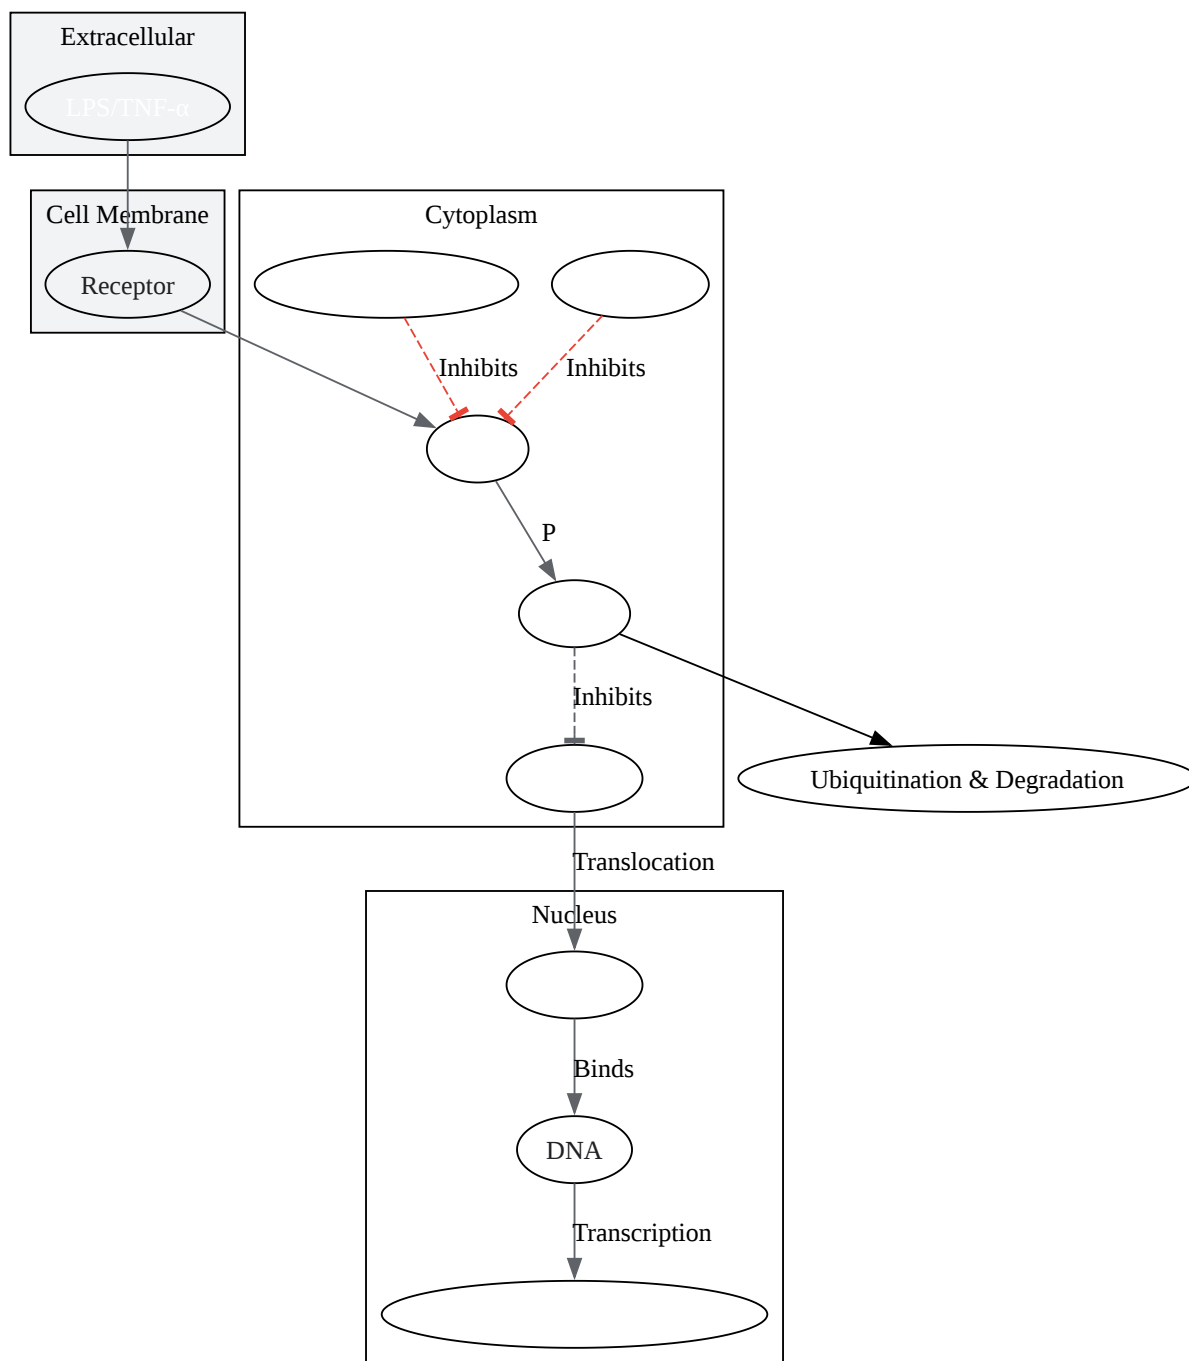 Extracellular
LPS/TNF-α
Cell Membrane
Receptor
Cytoplasm
Inhibits
Inhibits
P
Inhibits
Ubiquitination & Degradation
Translocation
Nucleus
Binds
DNA
Transcription